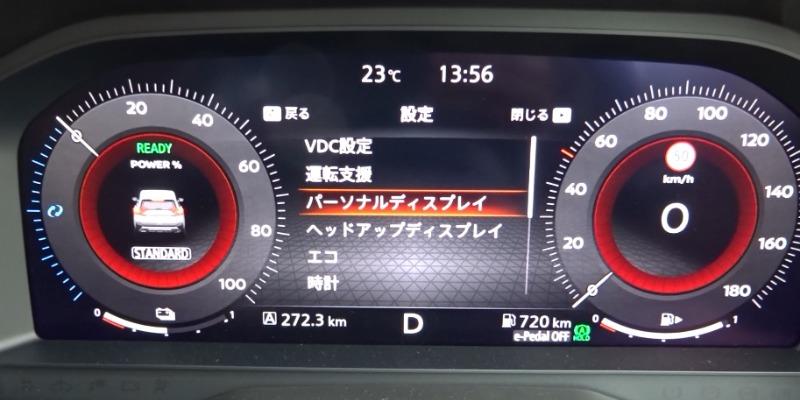 23℃ 13:56
戻る 設定 閉じる
VDC設定
運転支援
パーソナルディスプレイ
ヘッドアップディスプレイ
エコ
時計
0 20 40 60 80 100
READY
POWER %
STANDARD
0 1
0 20 40 60 80 100 120 140 160 180
50
km/h
0
0 1
A 272.3 km D 720 km
e-Pedal OFF A HOLD